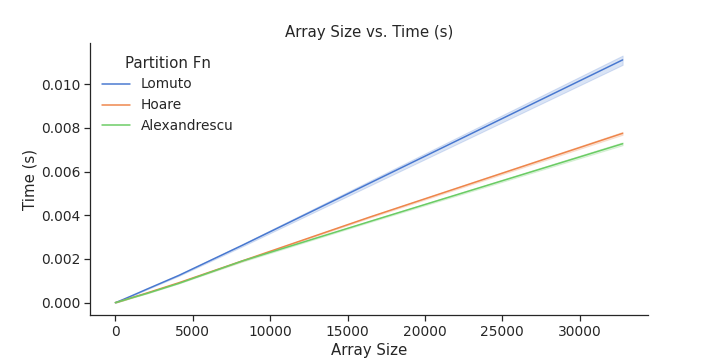 Array Size vs. Time (s)
Partition Fn
Lomuto
Hoare
Alexandrescu
Time (s)
0.010
0.008
0.006
0.004
0.002
0.000
0 5000 10000 15000 20000 25000 30000
Array Size